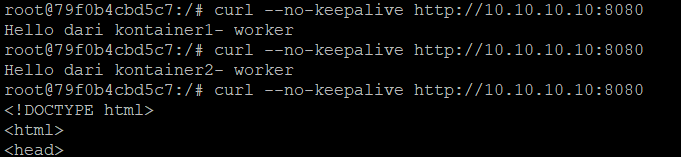 root@79f0b4cbd5c7:/# curl --no-keepalive http://10.10.10.10:8080
Hello dari kontainer1- worker
root@79f0b4cbd5c7:/# curl --no-keepalive http://10.10.10.10:8080
Hello dari kontainer2- worker
root@79f0b4cbd5c7:/# curl --no-keepalive http://10.10.10.10:8080
<!DOCTYPE html>
<html>
<head>